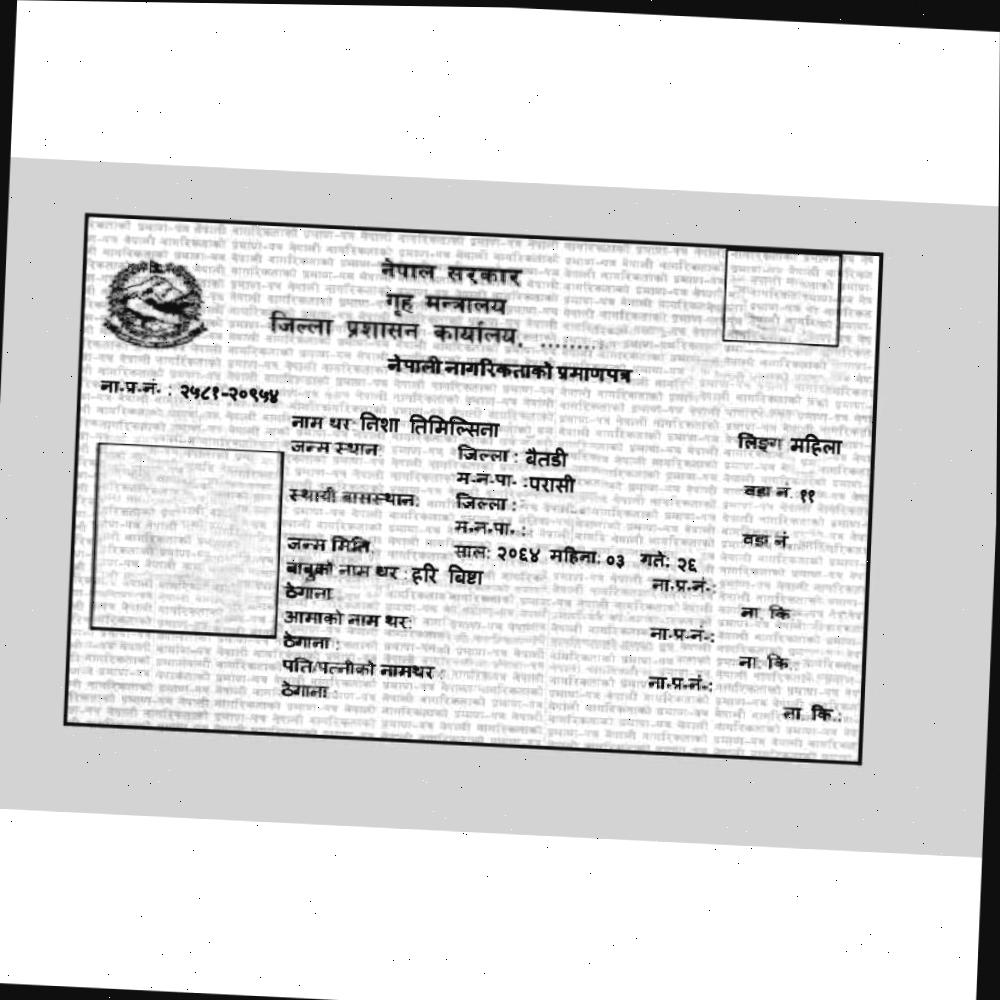 नेपाल सरकार
गृह मन्त्रालय
जिल्ला प्रशासन कार्यालय, .........
नेपाली नागरिकताको प्रमाणपत्र
ना.प्र.नं. : २५८१-२०९५४
नाम थर: निशा तिमिल्सिना लिङ्ग महिला
जन्म स्थान: जिल्ला : बैतडी
म.न.पा. :परासी वडा नं. ११
स्थायी बासस्थान: जिल्ला :
म.न.पा. : वडा नं.
जन्म मिति: साल: २०६४ महिना: ०३ गते: २६
बाबुको नाम थर : हरि बिष्टा ना.प्र.नं.:
ठेगाना : ना. कि.
आमाको नाम थर: ना.प्र.नं.:
ठेगाना : ना. कि.
पति/पत्नीको नामथर : ना.प्र.नं.:
ठेगाना : ना. कि.: